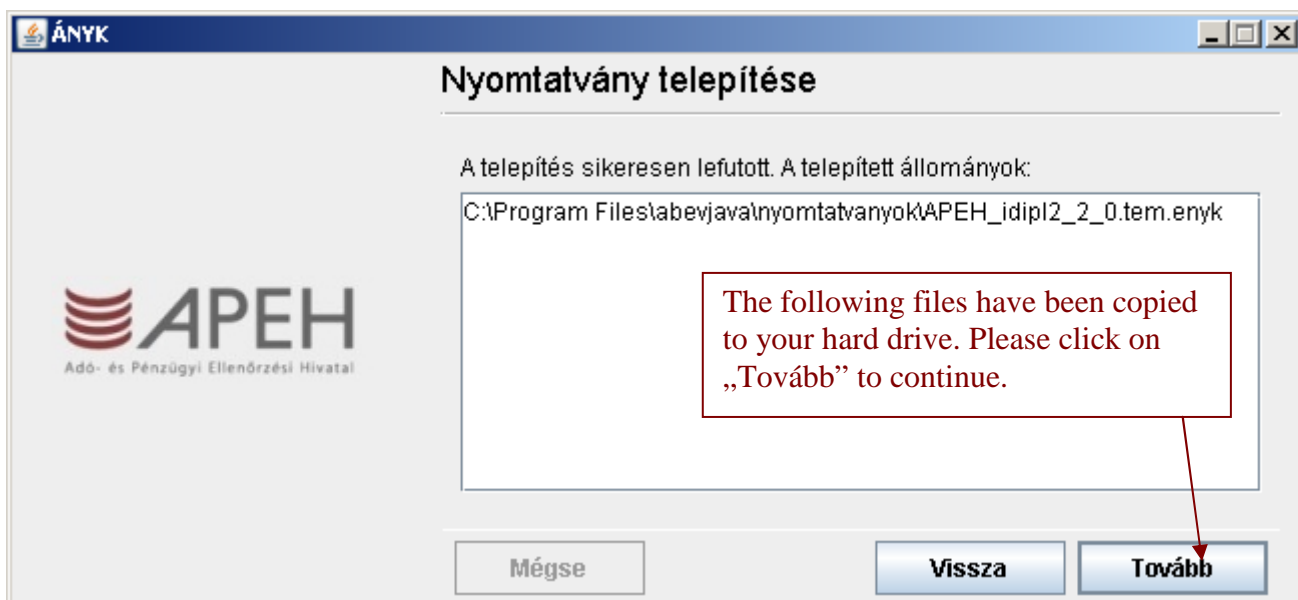 ÁNYK
Nyomtatvány telepítése
A telepítés sikeresen lefutott. A telepített állományok:
C:\Program Files\abevjava\nyomtatvanyok\APEH_idipl2_2_0.tem.enyk
The following files have been copied
to your hard drive. Please click on
„Tovább” to continue.
APEH
Adó- és Pénzügyi Ellenőrzési Hivatal
Mégse
Vissza
Tovább